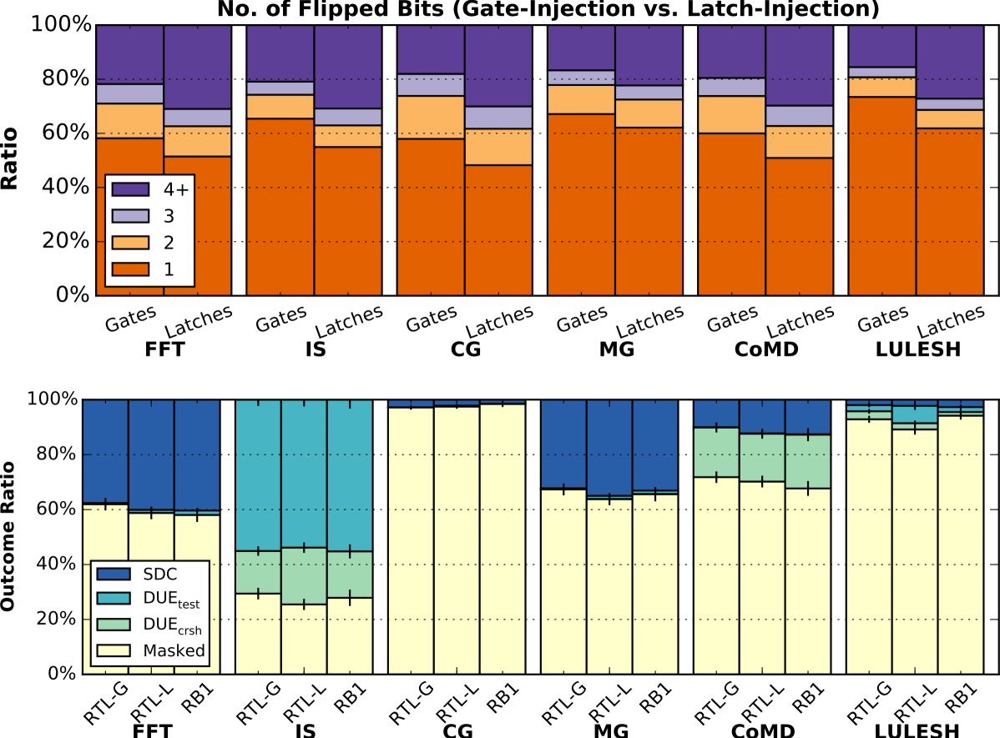 No. of Flipped Bits (Gate-Injection vs. Latch-Injection)
100%
80%
60%
40%
20%
0%
Ratio
4+
3
2
1
Gates Latches Gates Latches Gates Latches Gates Latches Gates Latches Gates Latches
FFT IS CG MG CoMD LULESH
100%
80%
60%
40%
20%
0%
Outcome Ratio
SDC
DUEtest
DUEcrsh
Masked
RTL-G RTL-L RB1 RTL-G RTL-L RB1 RTL-G RTL-L RB1 RTL-G RTL-L RB1 RTL-G RTL-L RB1 RTL-G RTL-L RB1
FFT IS CG MG CoMD LULESH